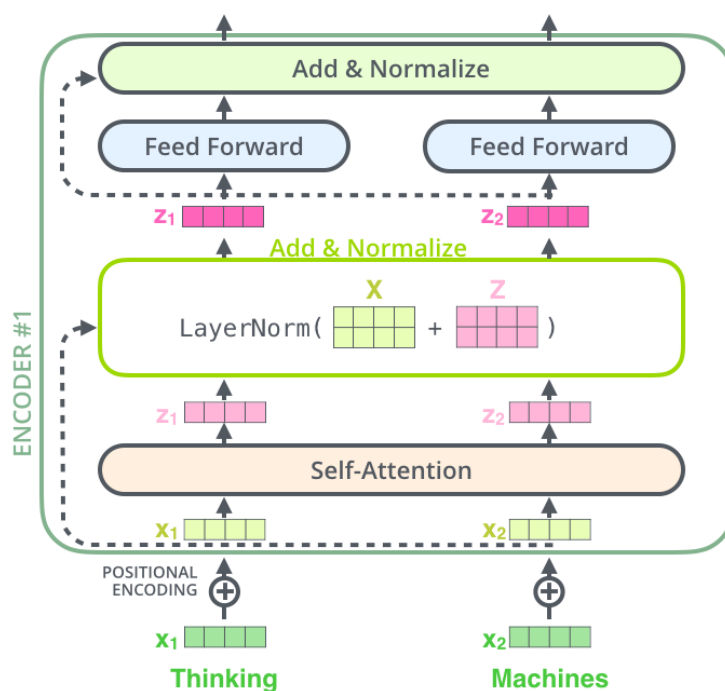 Add & Normalize
Feed Forward
Feed Forward
z1
z2
Add & Normalize
X
Z
LayerNorm(
+
)
ENCODER #1
z1
z2
Self-Attention
x1
x2
POSITIONAL
ENCODING
x1
x2
Thinking
Machines